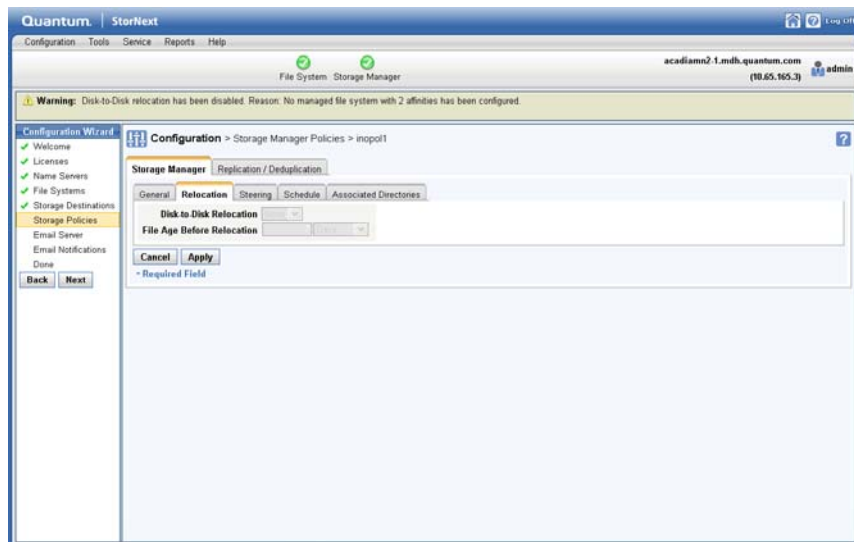 Quantum. | StorNext
Log Off
Configuration Tools Service Reports Help
File System Storage Manager
acadiamn2-1.mdh.quantum.com
(10.65.165.3)
admin
Warning: Disk-to-Disk relocation has been disabled. Reason: No managed file system with 2 affinities has been configured.
Configuration Wizard
Welcome
Licenses
Name Servers
File Systems
Storage Destinations
Storage Policies
Email Server
Email Notifications
Done
Back Next
Configuration > Storage Manager Policies > inopol1
Storage Manager Replication / Deduplication
General Relocation Steering Schedule Associated Directories
Disk-to-Disk Relocation
File Age Before Relocation
Cancel Apply
* Required Field